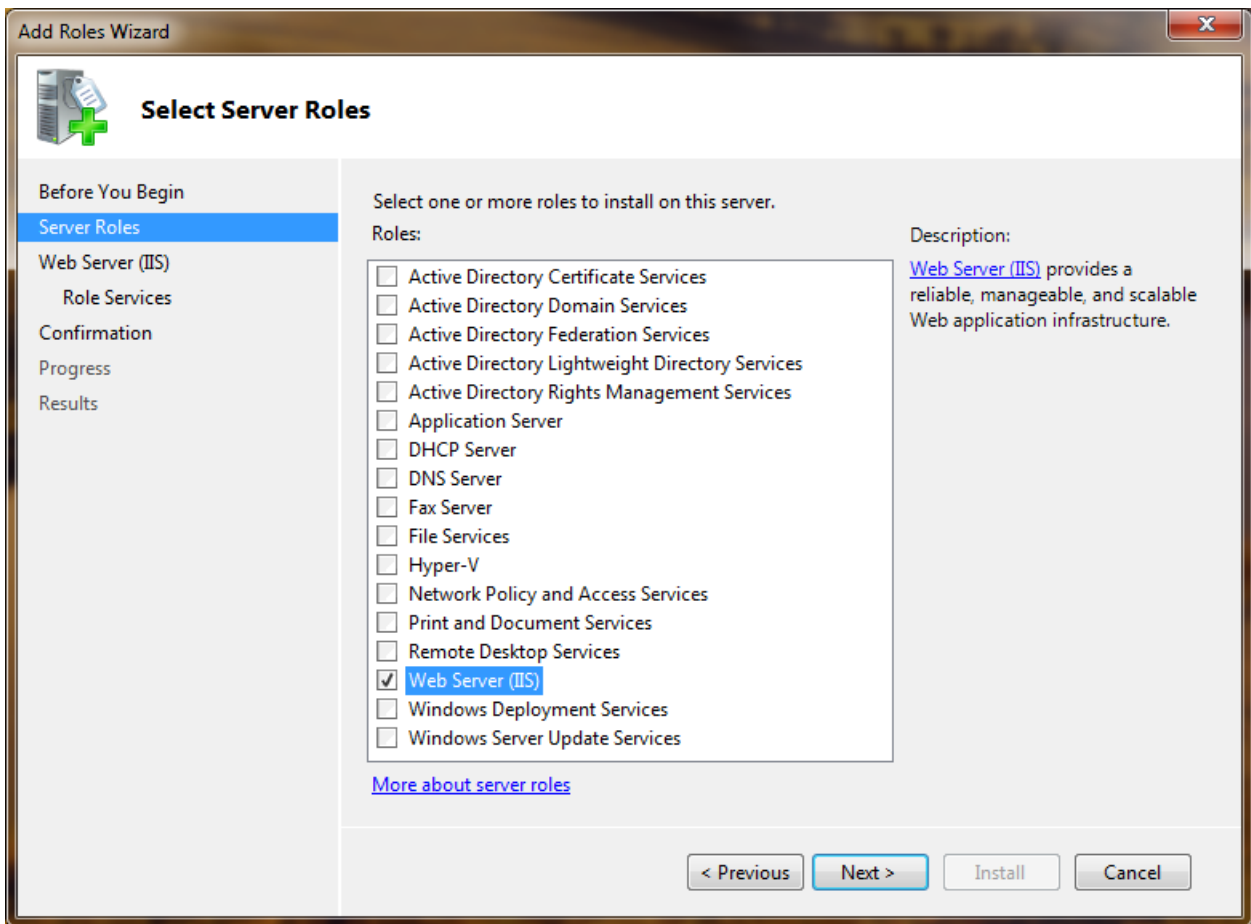 Add Roles Wizard
Select Server Roles
Before You Begin
Server Roles
Web Server (IIS)
Role Services
Confirmation
Progress
Results
Select one or more roles to install on this server.
Roles:
Active Directory Certificate Services
Active Directory Domain Services
Active Directory Federation Services
Active Directory Lightweight Directory Services
Active Directory Rights Management Services
Application Server
DHCP Server
DNS Server
Fax Server
File Services
Hyper-V
Network Policy and Access Services
Print and Document Services
Remote Desktop Services
Web Server (IIS)
Windows Deployment Services
Windows Server Update Services
More about server roles
Description:
Web Server (IIS) provides a
reliable, manageable, and scalable
Web application infrastructure.
< Previous
Next >
Install
Cancel